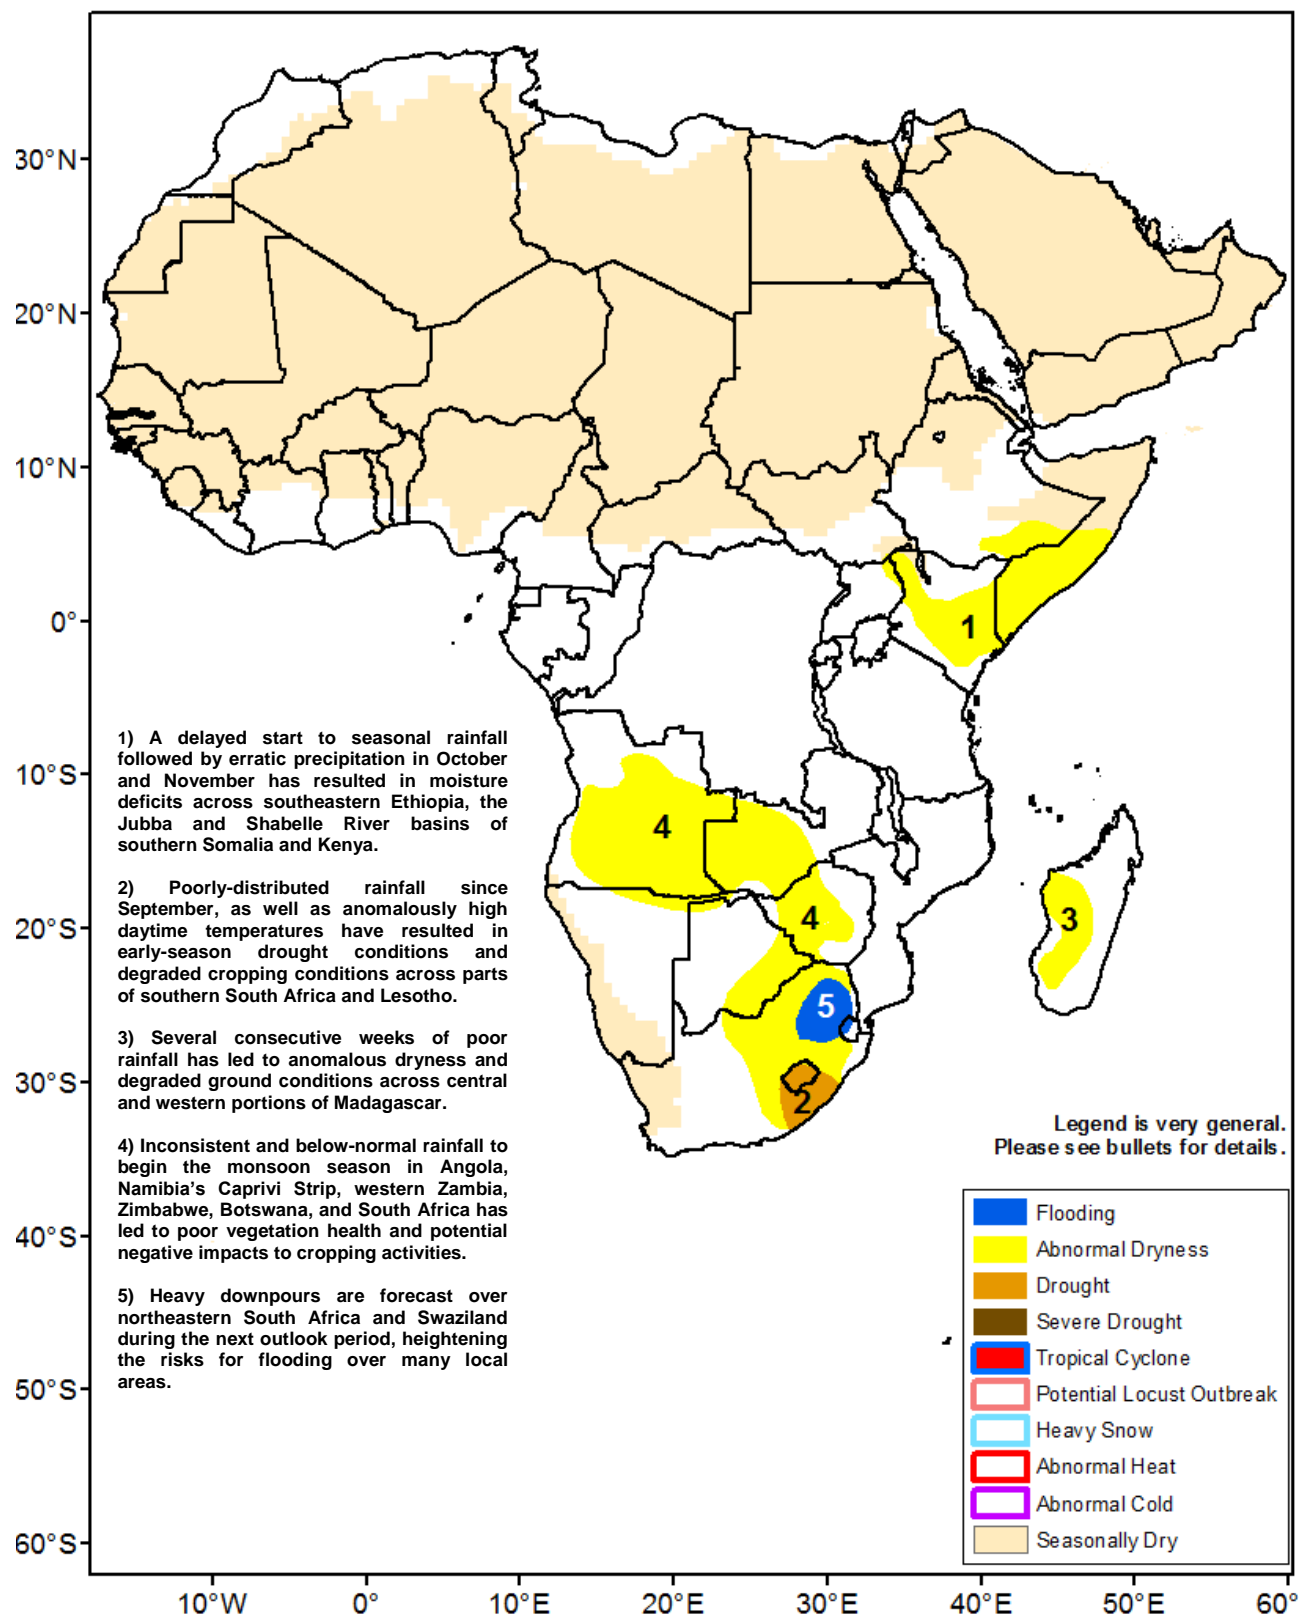 30°N
20°N
10°N
0°
10°S
20°S
30°S
40°S
50°S
60°S
1
4
4
3
5
2
1) A delayed start to seasonal rainfall
followed by erratic precipitation in October
and November has resulted in moisture
deficits across southeastern Ethiopia, the
Jubba and Shabelle River basins of
southern Somalia and Kenya.
2) Poorly-distributed rainfall since
September, as well as anomalously high
daytime temperatures have resulted in
early-season drought conditions and
degraded cropping conditions across parts
of southern South Africa and Lesotho.
3) Several consecutive weeks of poor
rainfall has led to anomalous dryness and
degraded ground conditions across central
and western portions of Madagascar.
4) Inconsistent and below-normal rainfall to
begin the monsoon season in Angola,
Namibia's Caprivi Strip, western Zambia,
Zimbabwe, Botswana, and South Africa has
led to poor vegetation health and potential
negative impacts to cropping activities.
5) Heavy downpours are forecast over
northeastern South Africa and Swaziland
during the next outlook period, heightening
the risks for flooding over many local
areas.
Legend is very general.
Please see bullets for details.
Flooding
Abnormal Dryness
Drought
Severe Drought
Tropical Cyclone
Potential Locust Outbreak
Heavy Snow
Abnormal Heat
Abnormal Cold
Seasonally Dry
10°W 0° 10°E 20°E 30°E 40°E 50°E 60°